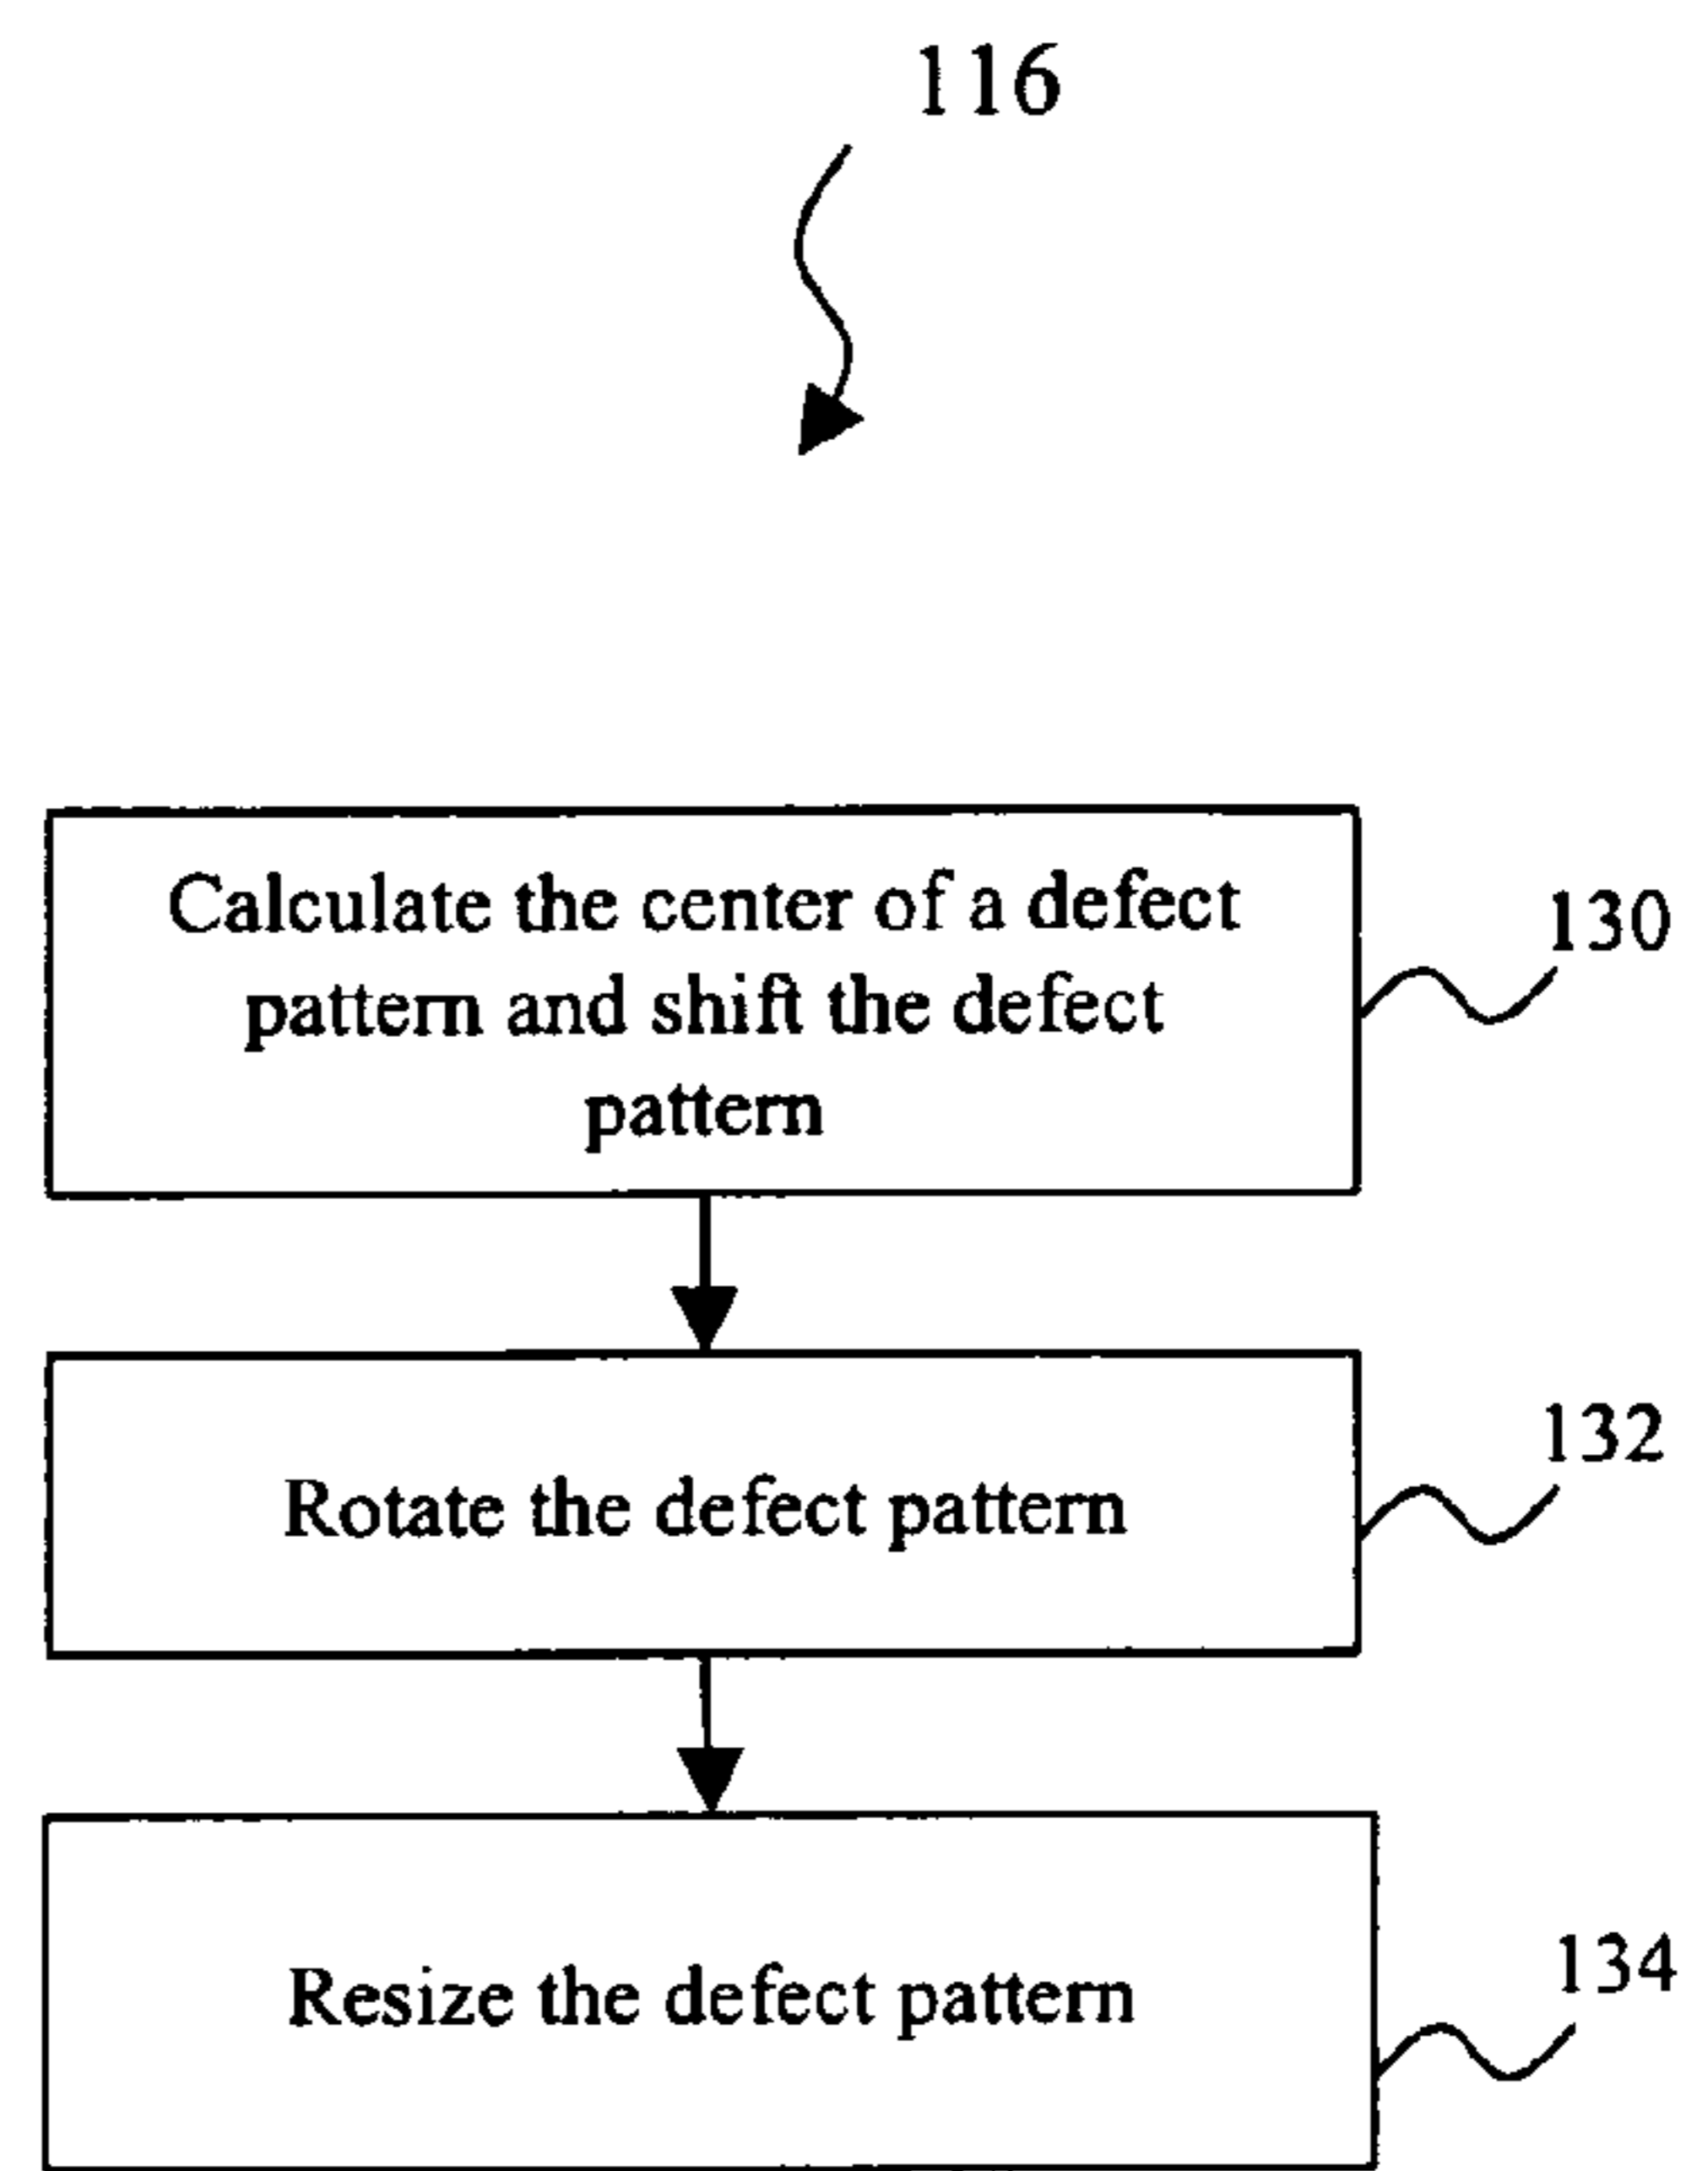 116
Calculate the center of a defect
pattern and shift the defect
pattern
130
Rotate the defect pattern
132
Resize the defect pattern
134